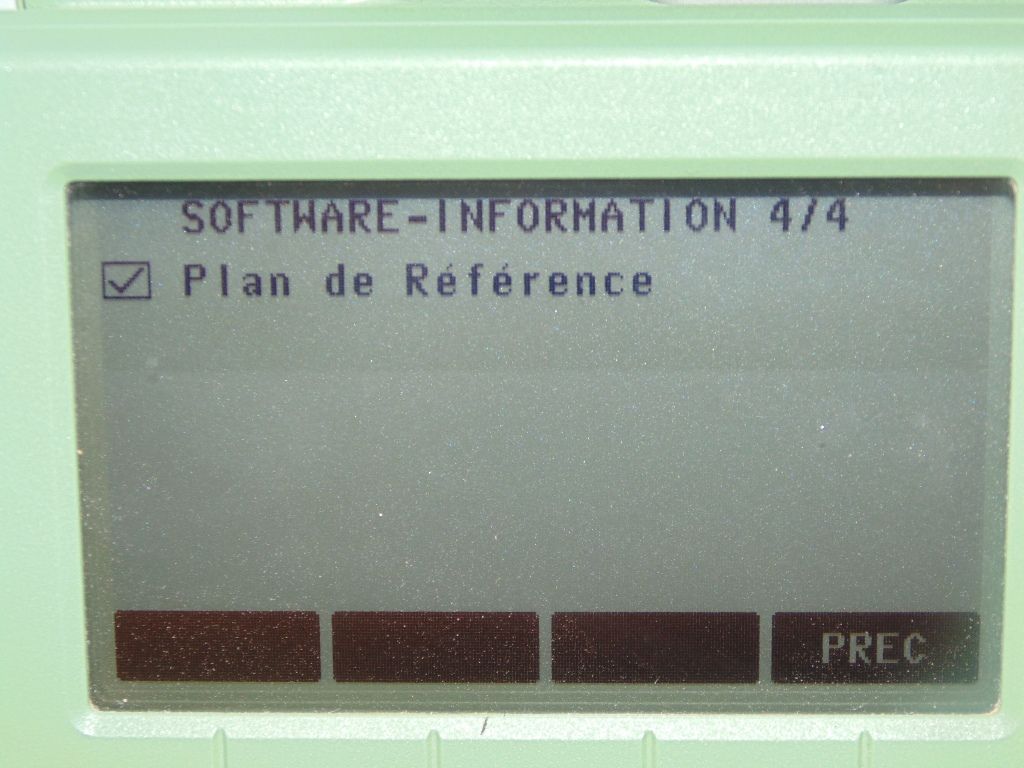 SOFTWARE-INFORMATION 4/4
Plan de Référence
PREC